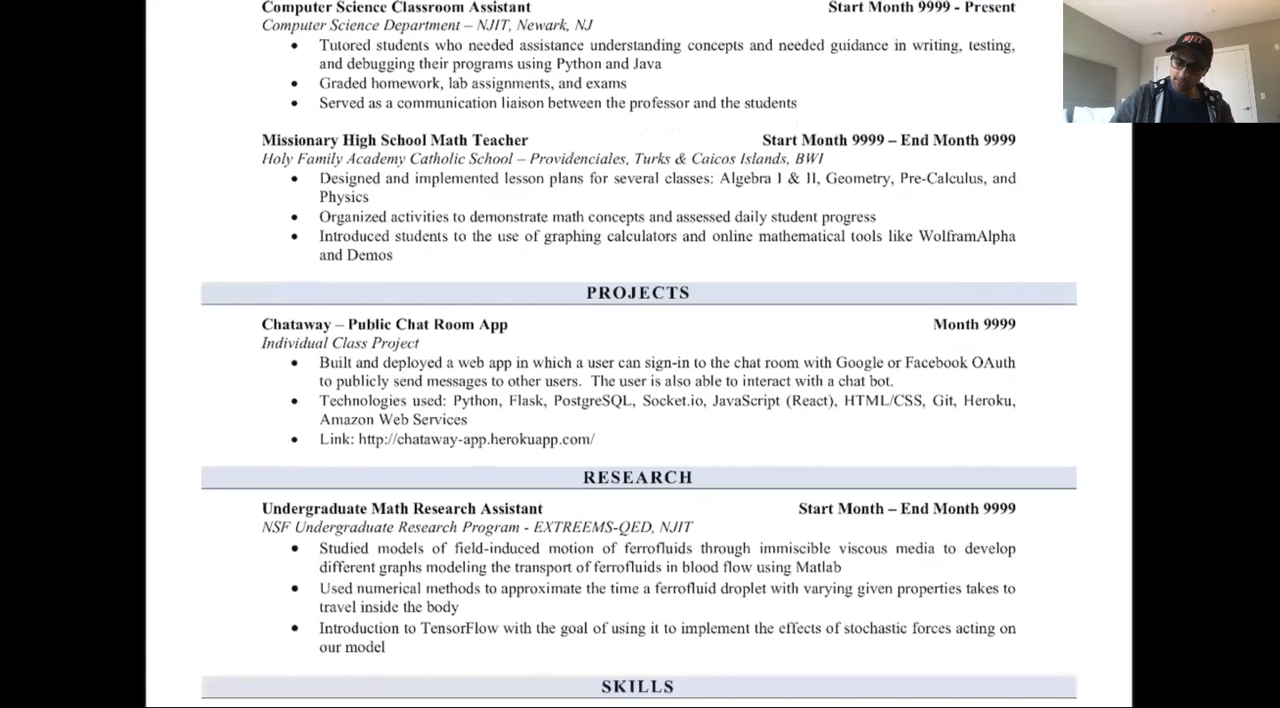 Computer Science Classroom Assistant Start Month 9999 - Present
Computer Science Department – NJIT, Newark, NJ
• Tutored students who needed assistance understanding concepts and needed guidance in writing, testing,
and debugging their programs using Python and Java
• Graded homework, lab assignments, and exams
• Served as a communication liaison between the professor and the students
Missionary High School Math Teacher Start Month 9999 – End Month 9999
Holy Family Academy Catholic School – Providenciales, Turks & Caicos Islands, BWI
• Designed and implemented lesson plans for several classes: Algebra I & II, Geometry, Pre-Calculus, and
Physics
• Organized activities to demonstrate math concepts and assessed daily student progress
• Introduced students to the use of graphing calculators and online mathematical tools like WolframAlpha
and Demos
PROJECTS
Chataway – Public Chat Room App Month 9999
Individual Class Project
• Built and deployed a web app in which a user can sign-in to the chat room with Google or Facebook OAuth
to publicly send messages to other users. The user is also able to interact with a chat bot.
• Technologies used: Python, Flask, PostgreSQL, Socket.io, JavaScript (React), HTML/CSS, Git, Heroku,
Amazon Web Services
• Link: http://chataway-app.herokuapp.com/
RESEARCH
Undergraduate Math Research Assistant Start Month – End Month 9999
NSF Undergraduate Research Program - EXTREEMS-QED, NJIT
• Studied models of field-induced motion of ferrofluids through immiscible viscous media to develop
different graphs modeling the transport of ferrofluids in blood flow using Matlab
• Used numerical methods to approximate the time a ferrofluid droplet with varying given properties takes to
travel inside the body
• Introduction to TensorFlow with the goal of using it to implement the effects of stochastic forces acting on
our model
SKILLS
NJIT